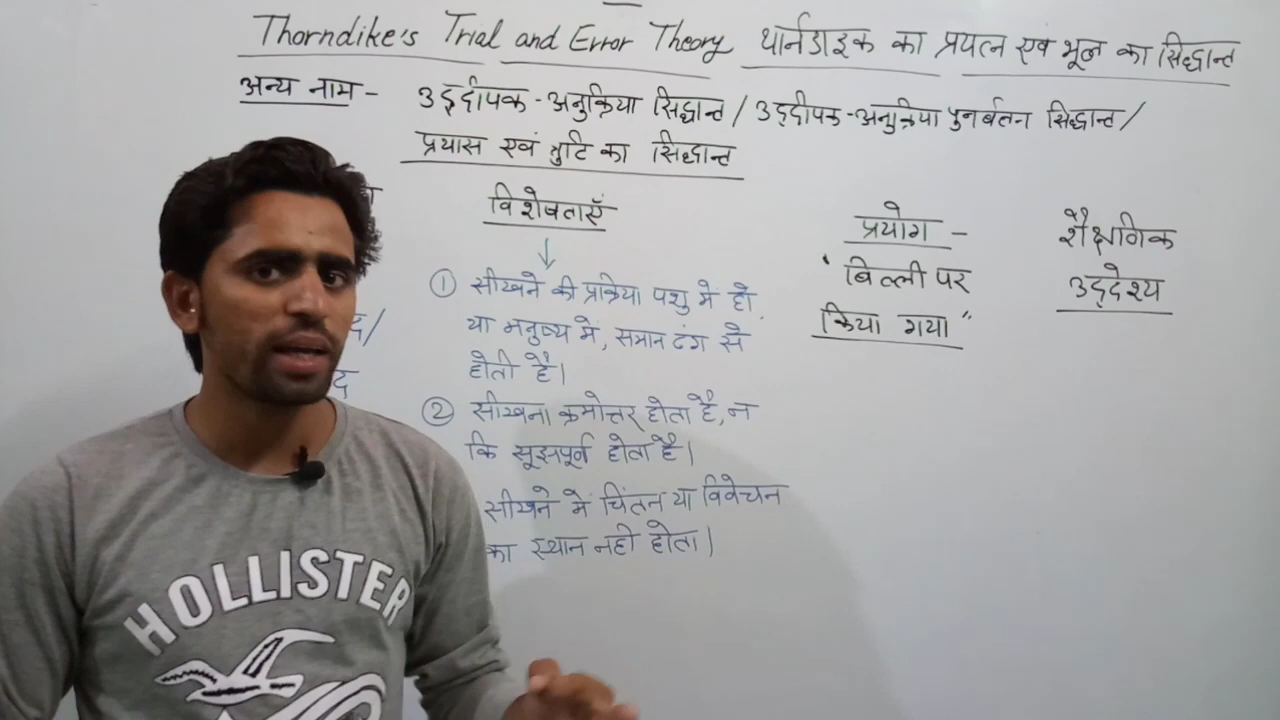 Thorndike's Trial and Error Theory थार्नडाइक का प्रयत्न एवं भूल का सिद्धान्त
अन्य नाम - उद्दीपक - अनुक्रिया सिद्धान्त / उद्दीपक - अनुक्रिया पुनर्बतन सिद्धान्त /
प्रयास एवं त्रुटि का सिद्धान्त
विशेषताएँ
① सीखने की प्रक्रिया पशु में हो
या मनुष्य में, समान ढंग से
होती है।
② सीखना क्रमोत्तर होता है, न
कि सूझपूर्ण होता है।
सीखने में चिंतन या विवेचन
का स्थान नही होता।
प्रयोग -
' बिल्ली पर
किया गया "
शैक्षणिक
उद्देश्य
द/
द
HOLLISTER